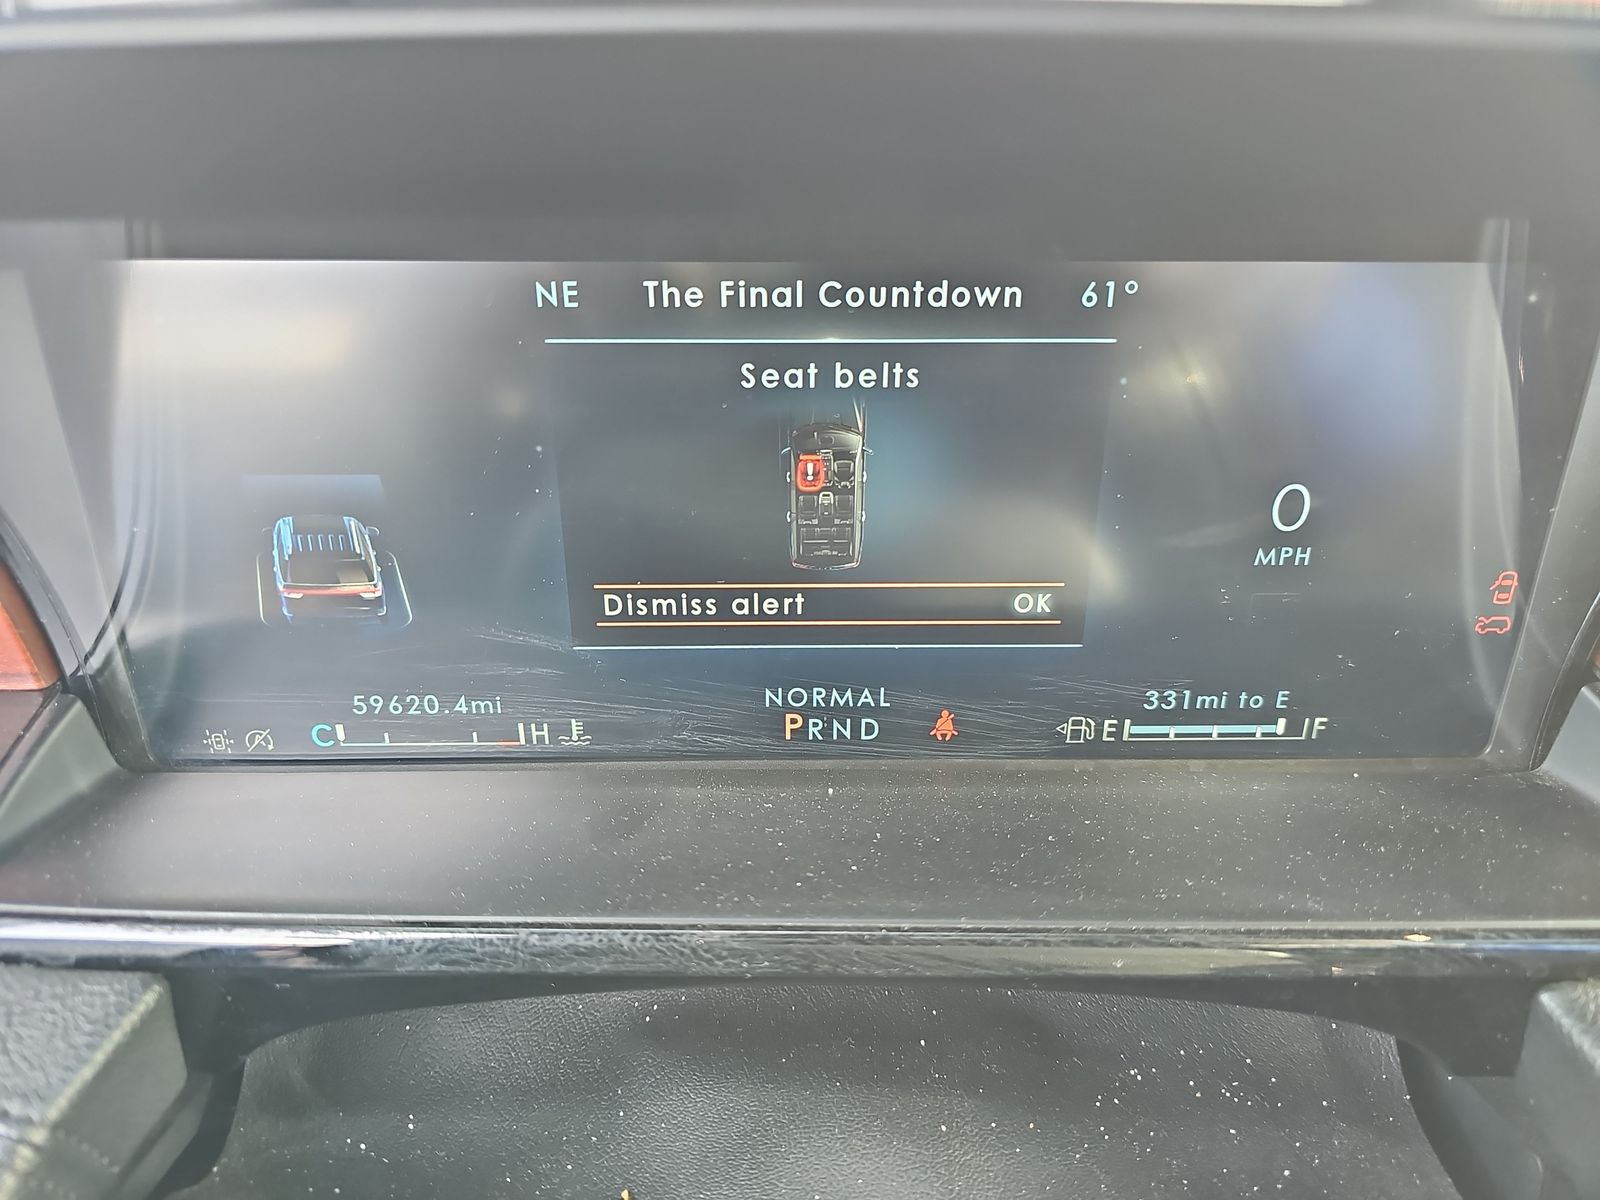 NE The Final Countdown 61°
Seat belts
0
MPH
Dismiss alert OK
59620.4mi
NORMAL
331mi to E
C H
PRND
E F